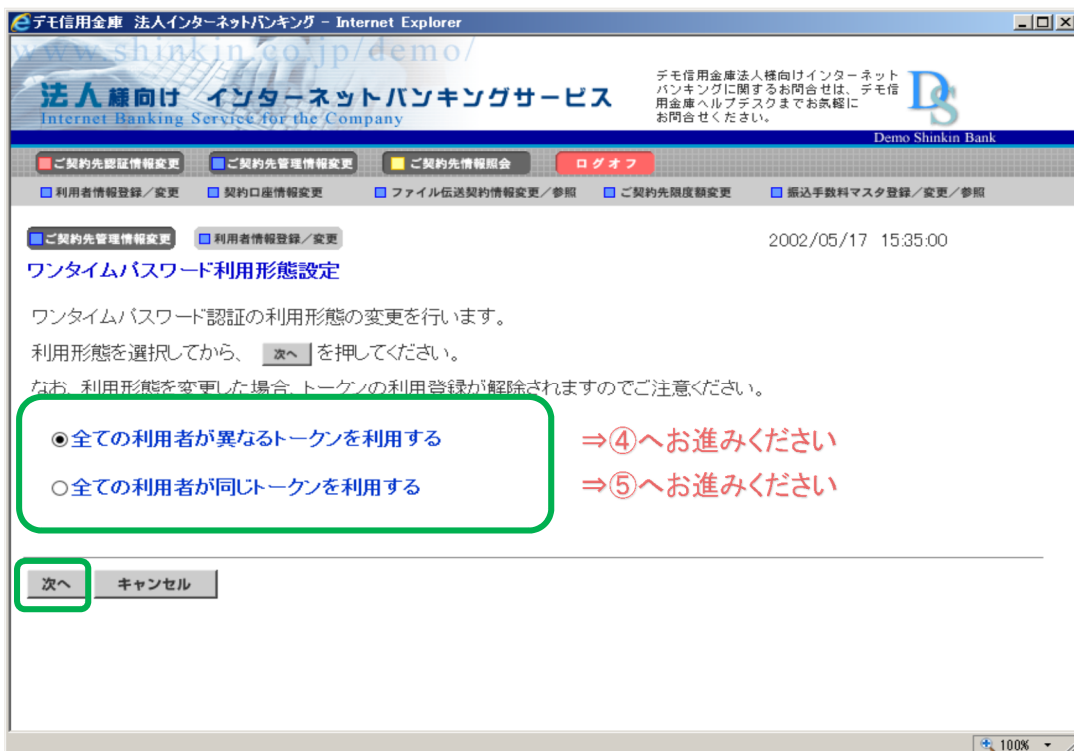 デモ信用金庫 法人インターネットバンキング - Internet Explorer
www.shinkin.co.jp/demo/
法人様向け インターネットバンキングサービス
Internet Banking Service for the Company
デモ信用金庫法人様向けインターネット
バンキングに関するお問合せは、デモ信
用金庫ヘルプデスクまでお気軽に
お問合せください。
DS
Demo Shinkin Bank
ご契約先認証情報変更 ご契約先管理情報変更 ご契約先情報照会 ログオフ
利用者情報登録/変更 契約口座情報変更 ファイル伝送契約情報変更/参照 ご契約先限度額変更 振込手数料マスタ登録/変更/参照
ご契約先管理情報変更 利用者情報登録/変更 2002/05/17 15:35:00
ワンタイムパスワード利用形態設定
ワンタイムパスワード認証の利用形態の変更を行います。
利用形態を選択してから、 次へ を押してください。
なお、利用形態を変更した場合、トークンの利用登録が解除されますのでご注意ください。
全ての利用者が異なるトークンを利用する ⇒④へお進みください
全ての利用者が同じトークンを利用する ⇒⑤へお進みください
次へ キャンセル
100%